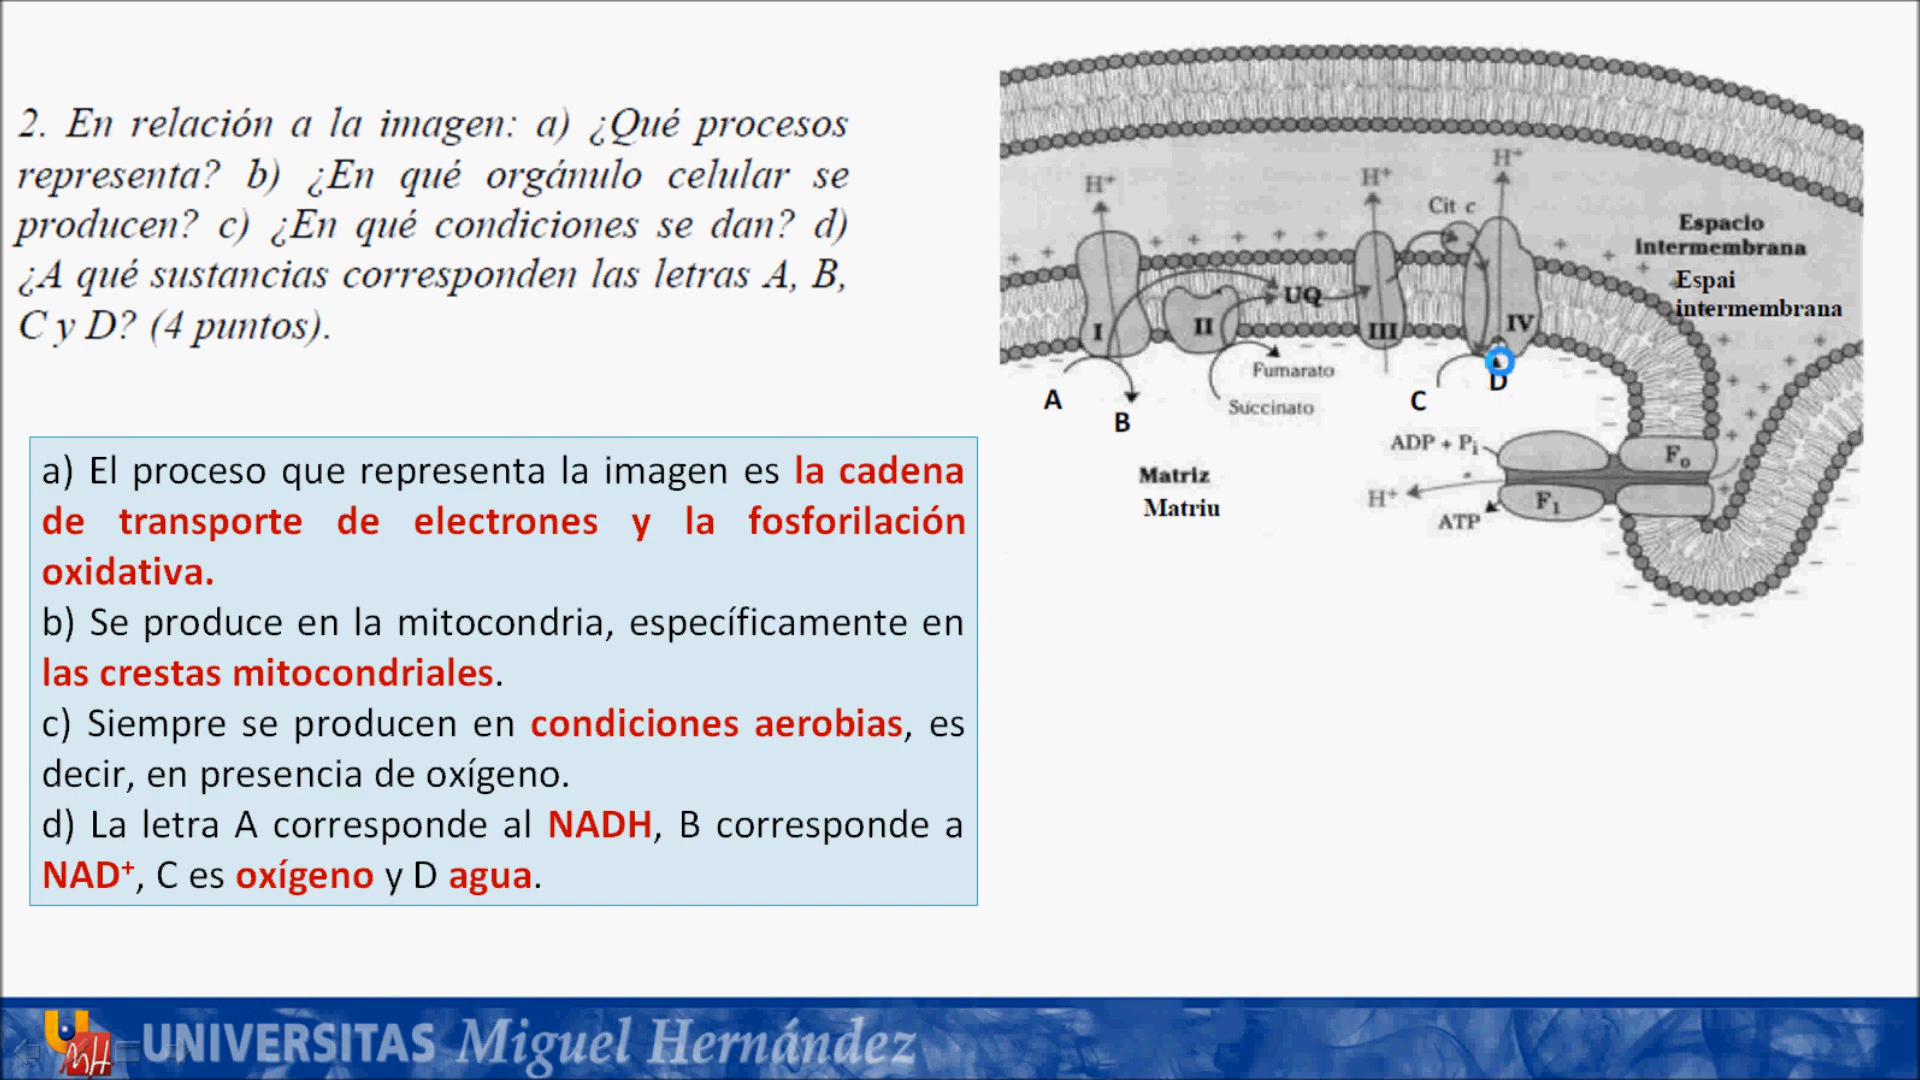 2. En relación a la imagen: a) ¿Qué procesos
representa? b) ¿En qué orgánulo celular se
producen? c) ¿En qué condiciones se dan? d)
¿A qué sustancias corresponden las letras A, B,
C y D? (4 puntos).
a) El proceso que representa la imagen es la cadena
de transporte de electrones y la fosforilación
oxidativa.
b) Se produce en la mitocondria, específicamente en
las crestas mitocondriales.
c) Siempre se producen en condiciones aerobias, es
decir, en presencia de oxígeno.
d) La letra A corresponde al NADH, B corresponde a
NAD⁺, C es oxígeno y D agua.
H⁺
H⁺
H⁺
Cit c
Espacio
intermembrana
Espai
intermembrana
I
II
UQ
III
IV
Fumarato
Succinato
A
B
C
D
Matriz
Matriu
ADP + Pᵢ
H⁺
ATP
F₁
F₀
UMH
UNIVERSITAS Miguel Hernández